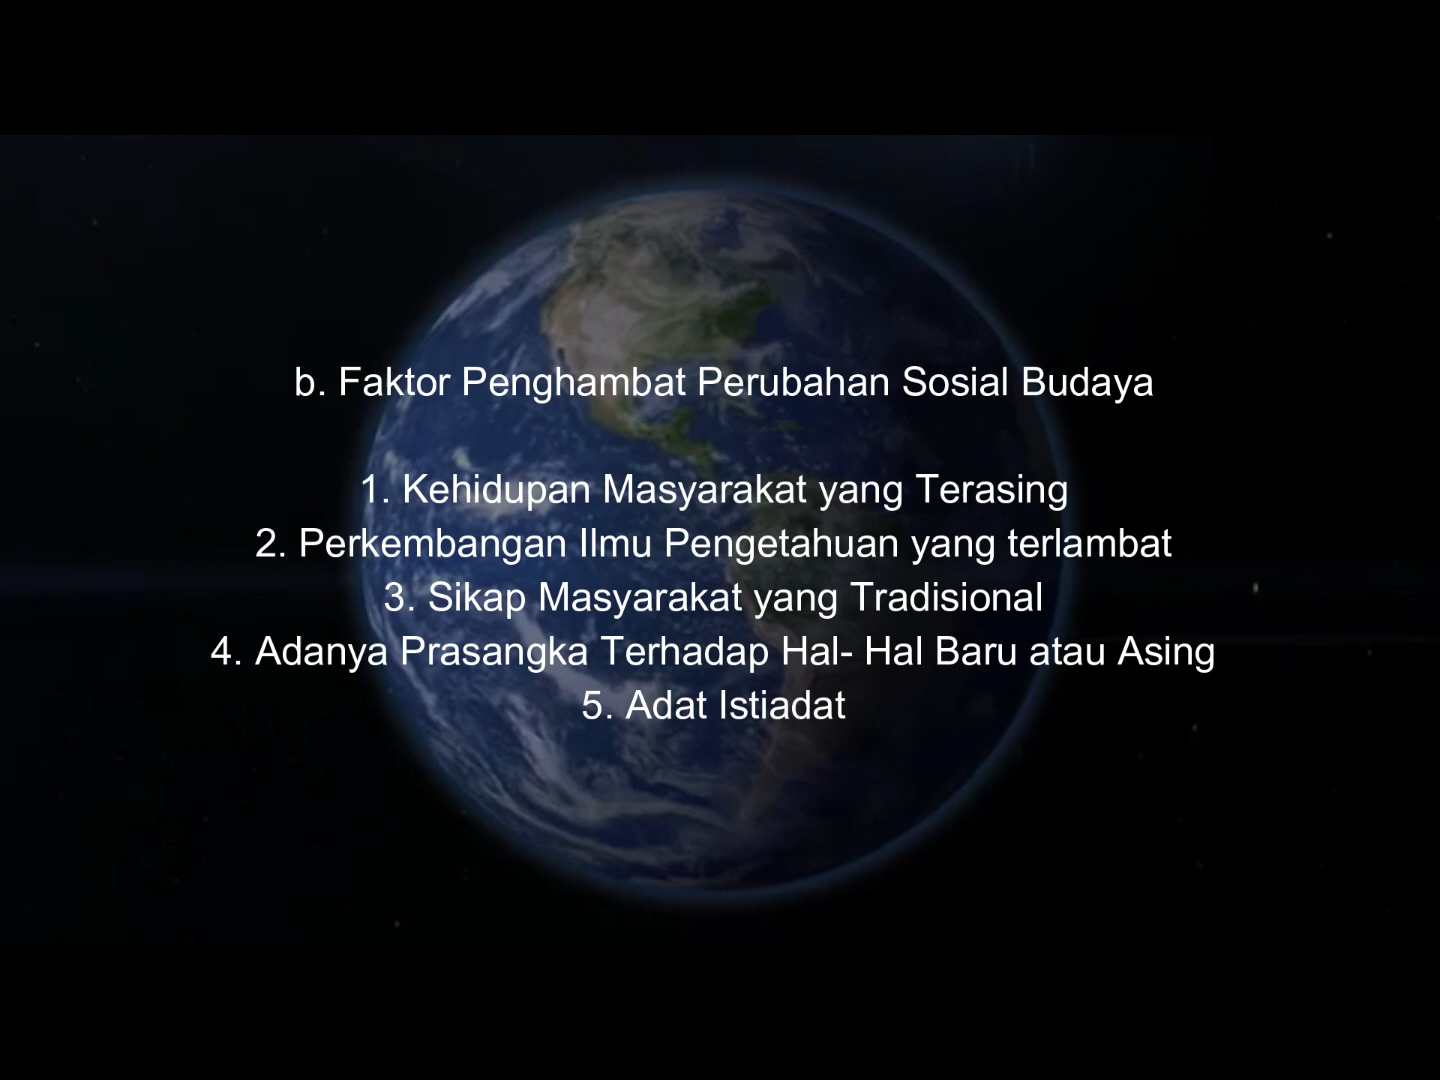 b. Faktor Penghambat Perubahan Sosial Budaya
1. Kehidupan Masyarakat yang Terasing
2. Perkembangan Ilmu Pengetahuan yang terlambat
3. Sikap Masyarakat yang Tradisional
4. Adanya Prasangka Terhadap Hal- Hal Baru atau Asing
5. Adat Istiadat